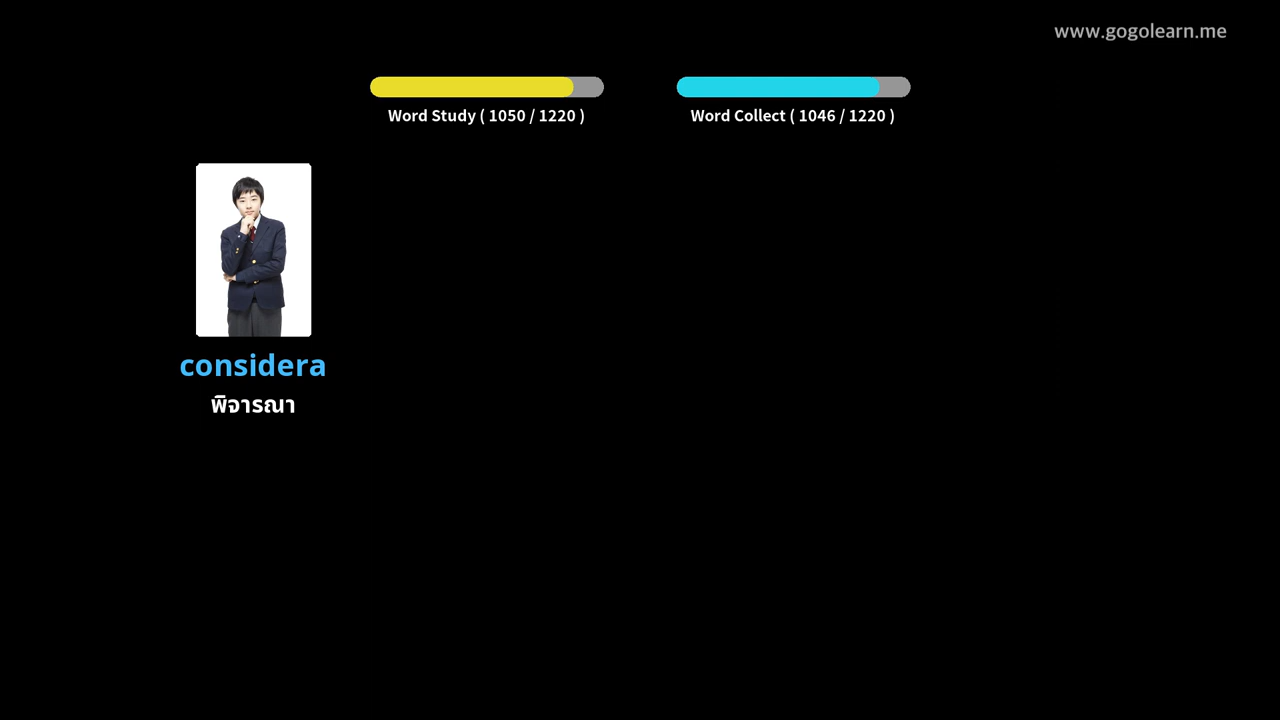 www.gogolearn.me
Word Study ( 1050 / 1220 )
Word Collect ( 1046 / 1220 )
considera
พิจารณา